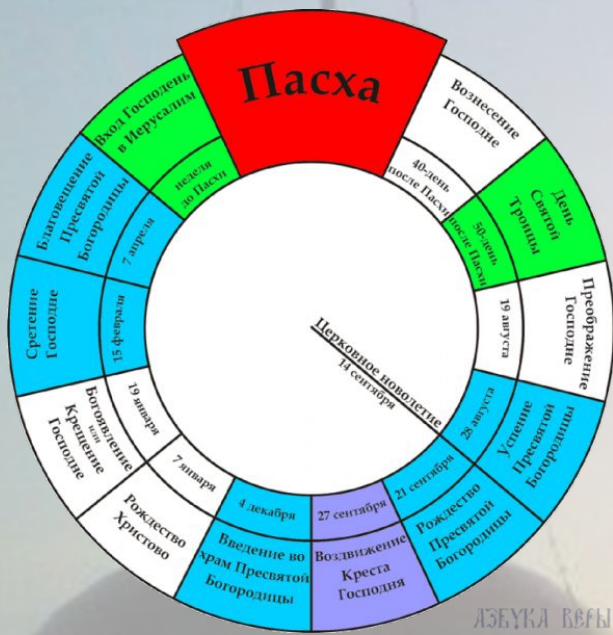 Пасха
Вознесение
Господне
40-день
после Пасхи
День
Святой
Троицы
50-день
после Пасхи
Преображение
Господне
19 августа
Успение
Пресвятой
Богородицы
28 августа
Церковное новолетие
14 сентября
Рождество
Пресвятой
Богородицы
21 сентября
27 сентября
Воздвижение
Креста
Господня
4 декабря
Введение во
храм Пресвятой
Богородицы
7 января
Рождество
Христово
19 января
Богоявление
или
Крещение
Господне
15 февраля
Сретение
Господне
7 апреля
Благовещение
Пресвятой
Богородицы
Вход Господень
в Иерусалим
неделя
до Пасхи
АЗБУКА ВЕРЫ